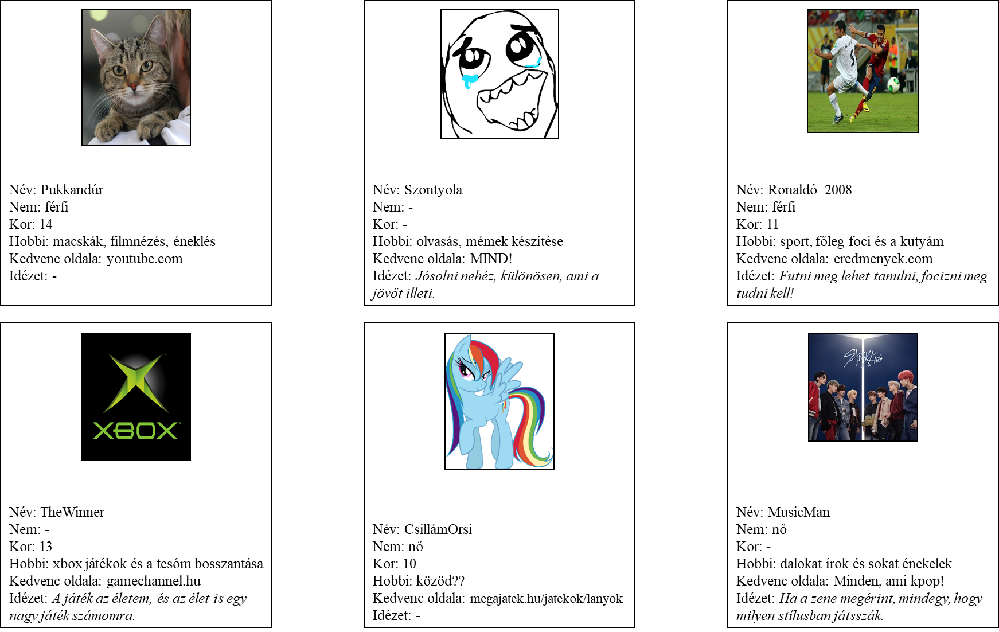 Név: Pukkandúr
Nem: férfi
Kor: 14
Hobbi: macskák, filmnézés, éneklés
Kedvenc oldala: youtube.com
Idézet: -
Név: Szontyola
Nem: -
Kor: -
Hobbi: olvasás, mémek készítése
Kedvenc oldala: MIND!
Idézet: Jósolni nehéz, különösen, ami a
jövőt illeti.
Név: Ronaldó_2008
Nem: férfi
Kor: 11
Hobbi: sport, főleg foci és a kutyám
Kedvenc oldala: eredmenyek.com
Idézet: Futni meg lehet tanulni, focizni meg
tudni kell!
XBOX
Név: TheWinner
Nem: -
Kor: 13
Hobbi: xbox játékok és a tesóm bosszantása
Kedvenc oldala: gamechannel.hu
Idézet: A játék az életem, és az élet is egy
nagy játék számomra.
Név: CsillámOrsi
Nem: nő
Kor: 10
Hobbi: közöd??
Kedvenc oldala: megajatek.hu/jatekok/lanyok
Idézet: -
Név: MusicMan
Nem: nő
Kor: -
Hobbi: dalokat írok és sokat énekelek
Kedvenc oldala: Minden, ami kpop!
Idézet: Ha a zene megérint, mindegy, hogy
milyen stílusban játsszák.